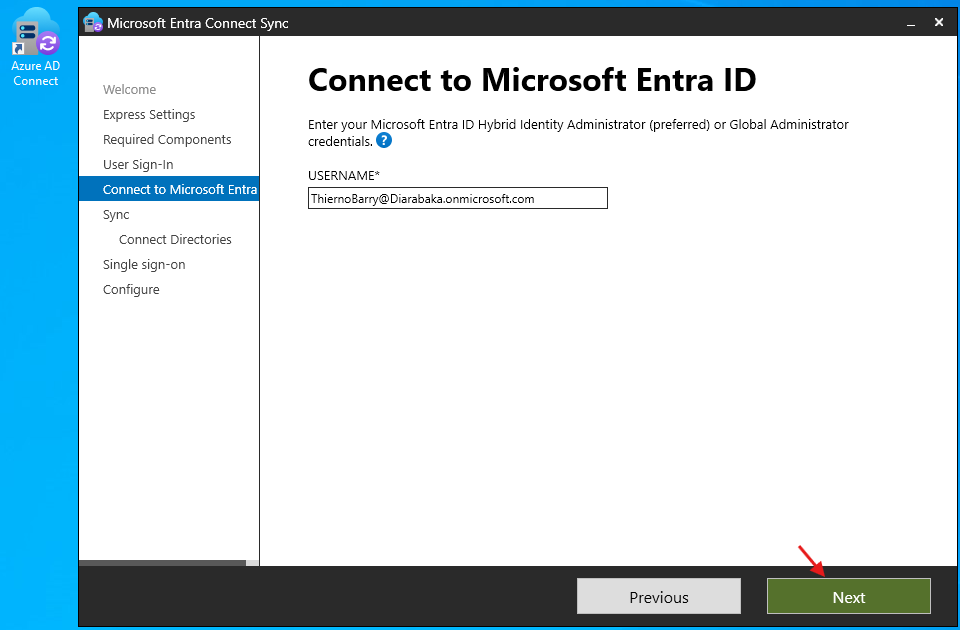 Azure AD
Connect
Microsoft Entra Connect Sync
Welcome
Express Settings
Required Components
User Sign-In
Connect to Microsoft Entra
Sync
Connect Directories
Single sign-on
Configure
Connect to Microsoft Entra ID
Enter your Microsoft Entra ID Hybrid Identity Administrator (preferred) or Global Administrator
credentials. ?
USERNAME*
ThiernoBarry@Diarabaka.onmicrosoft.com
Previous
Next